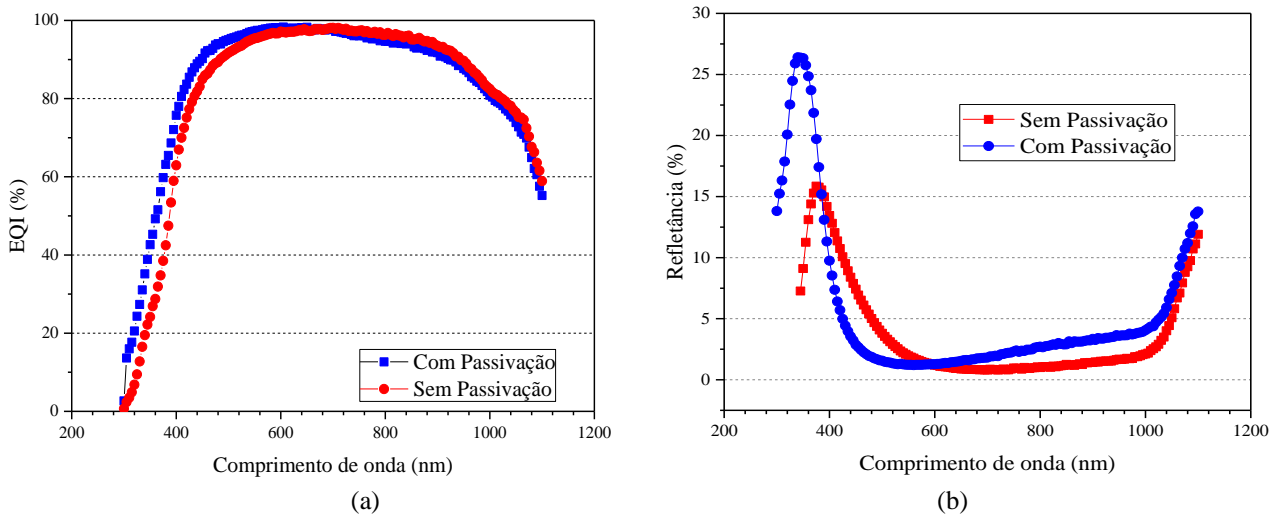 100
80
60
40
20
0
EQI (%)
Com Passivação
Sem Passivação
200
400
600
800
1000
1200
Comprimento de onda (nm)
(a)
30
25
20
15
10
5
0
Refletância (%)
Sem Passivação
Com Passivação
200
400
600
800
1000
1200
Comprimento de onda (nm)
(b)